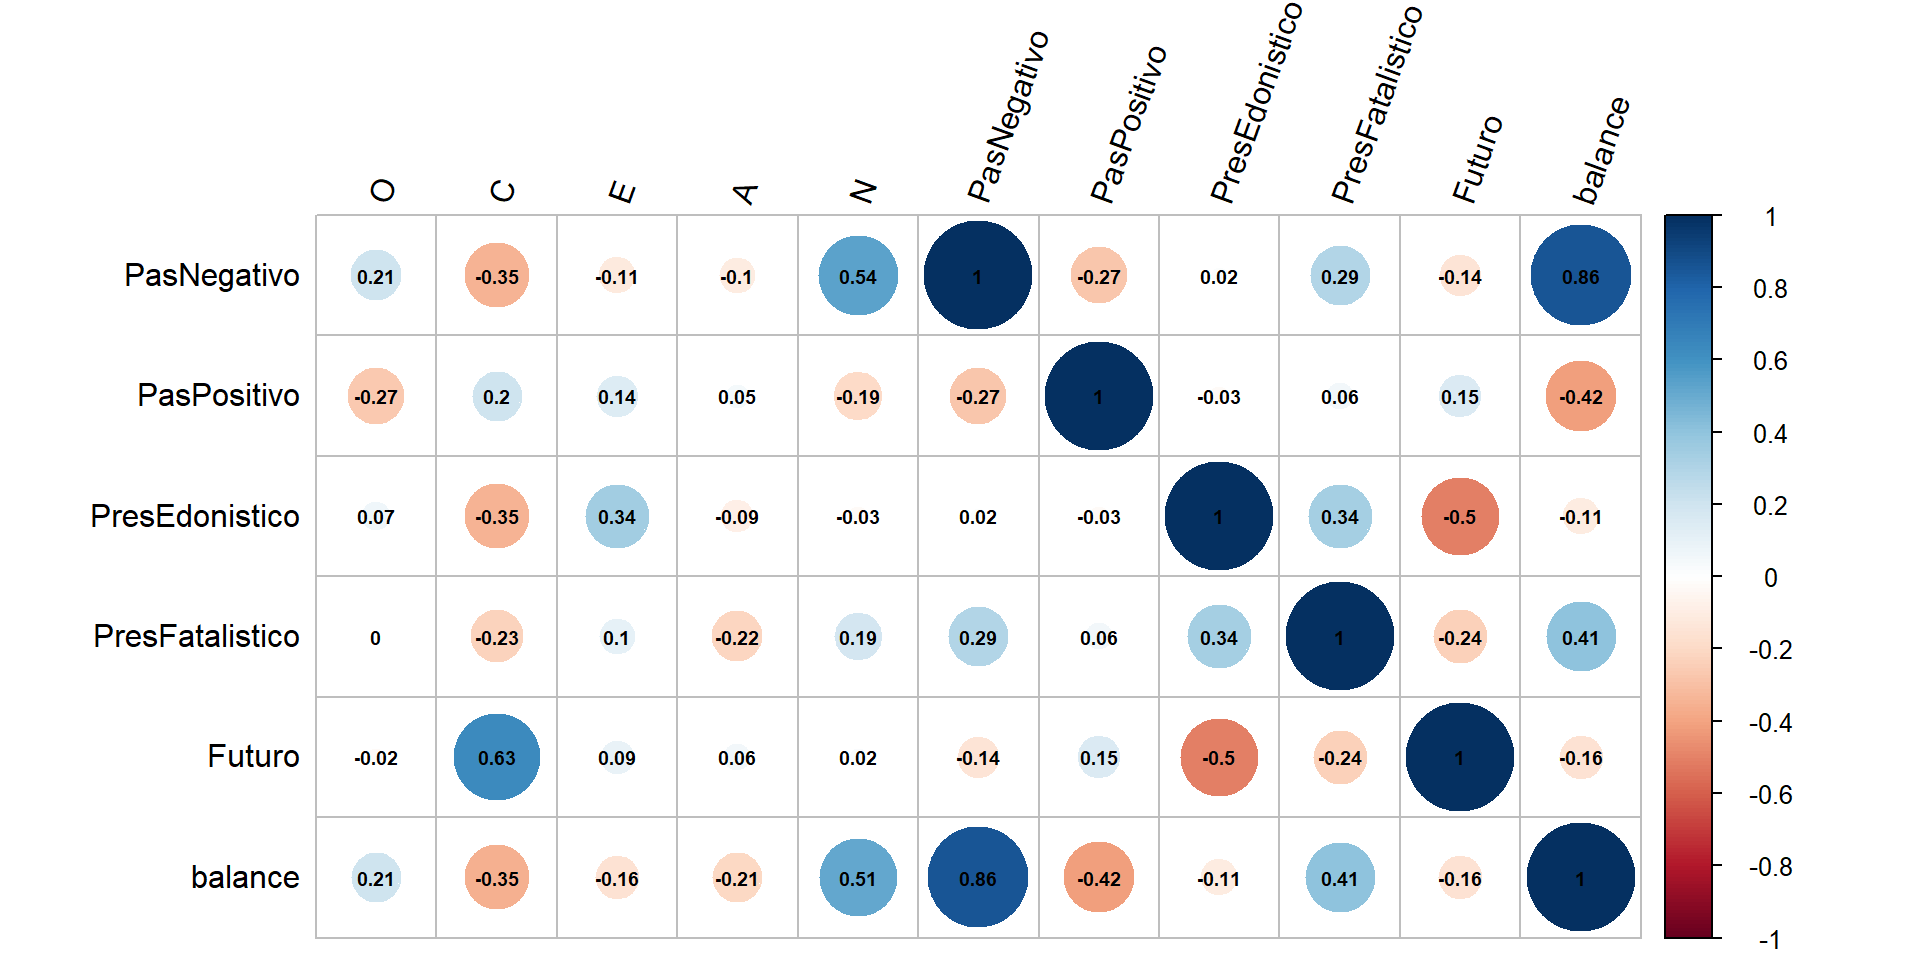 O C E A N PasNegativo PasPositivo PresEdonistico PresFatalistico Futuro balance
PasNegativo 0.21 -0.35 -0.11 -0.1 0.54 1 -0.27 0.02 0.29 -0.14 0.86
PasPositivo -0.27 0.2 0.14 0.05 -0.19 -0.27 1 -0.03 0.06 0.15 -0.42
PresEdonistico 0.07 -0.35 0.34 -0.09 -0.03 0.02 -0.03 1 0.34 -0.5 -0.11
PresFatalistico 0 -0.23 0.1 -0.22 0.19 0.29 0.06 0.34 1 -0.24 0.41
Futuro -0.02 0.63 0.09 0.06 0.02 -0.14 0.15 -0.5 -0.24 1 -0.16
balance 0.21 -0.35 -0.16 -0.21 0.51 0.86 -0.42 -0.11 0.41 -0.16 1
1
0.8
0.6
0.4
0.2
0
-0.2
-0.4
-0.6
-0.8
-1